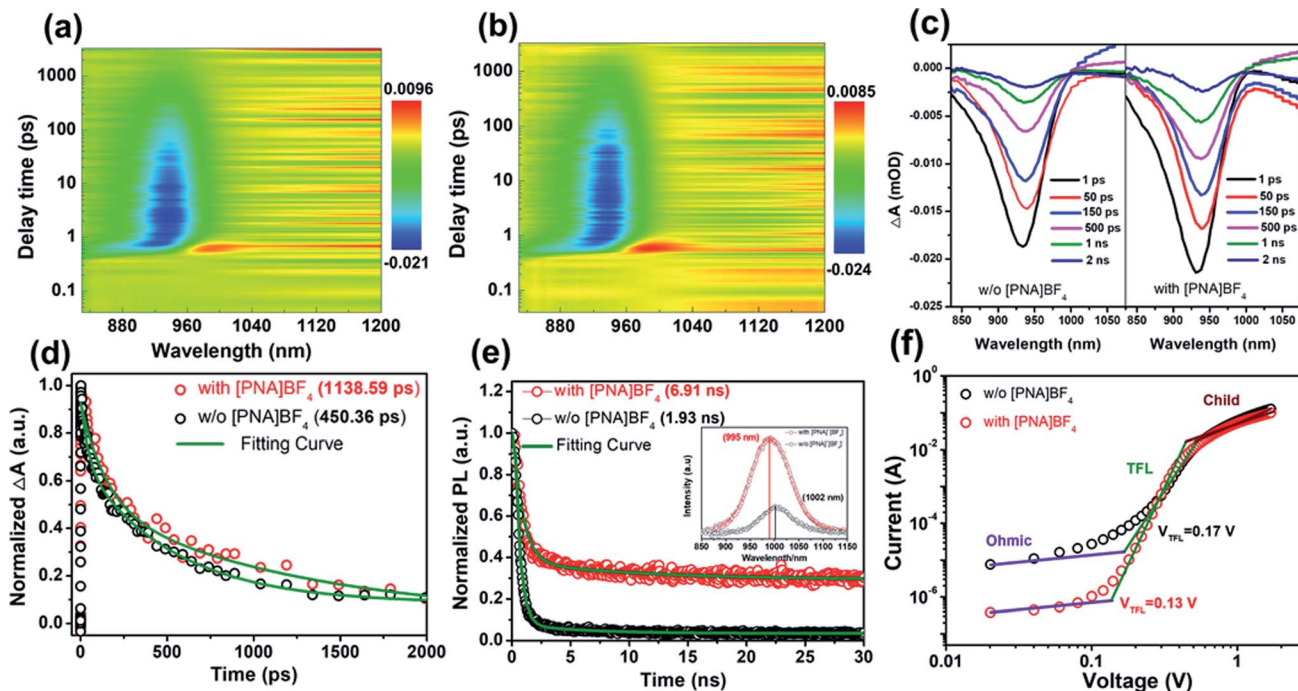 (a)
Delay time (ps)
1000
100
10
1
0.1
880 960 1040 1120 1200
Wavelength (nm)
0.0096
-0.021
(b)
Delay time (ps)
1000
100
10
1
0.1
880 960 1040 1120 1200
Wavelength (nm)
0.0085
-0.024
(c)
△A (mOD)
0.000
-0.005
-0.010
-0.015
-0.020
-0.025
1 ps
50 ps
150 ps
500 ps
1 ns
2 ns
w/o [PNA]BF4
1 ps
50 ps
150 ps
500 ps
1 ns
2 ns
with [PNA]BF4
850 900 950 1000 1050
850 900 950 1000 1050
Wavelength (nm)
Wavelength (nm)
(d)
Normalized △A (a.u.)
1.0
0.8
0.6
0.4
0.2
0.0
with [PNA]BF4 (1138.59 ps)
w/o [PNA]BF4 (450.36 ps)
Fitting Curve
0 250 500 750 1000 1250 1500 1750 2000
Time (ps)
(e)
Normalized PL (a.u.)
1.2
1.0
0.8
0.6
0.4
0.2
0.0
with [PNA]BF4 (6.91 ns)
w/o [PNA]BF4 (1.93 ns)
Fitting Curve
Intensity (a.u)
(995 nm)
with [PNA][BF4]
w/o [PNA][BF4]
(1002 nm)
850 900 950 1000 1050 1100 1150
Wavelength/nm
0 5 10 15 20 25 30
Time (ns)
(f)
Current (A)
10^0
10^-2
10^-4
10^-6
w/o [PNA]BF4
with [PNA]BF4
Child
TFL
Ohmic
VTFL=0.17 V
VTFL=0.13 V
0.01 0.1 1
Voltage (V)